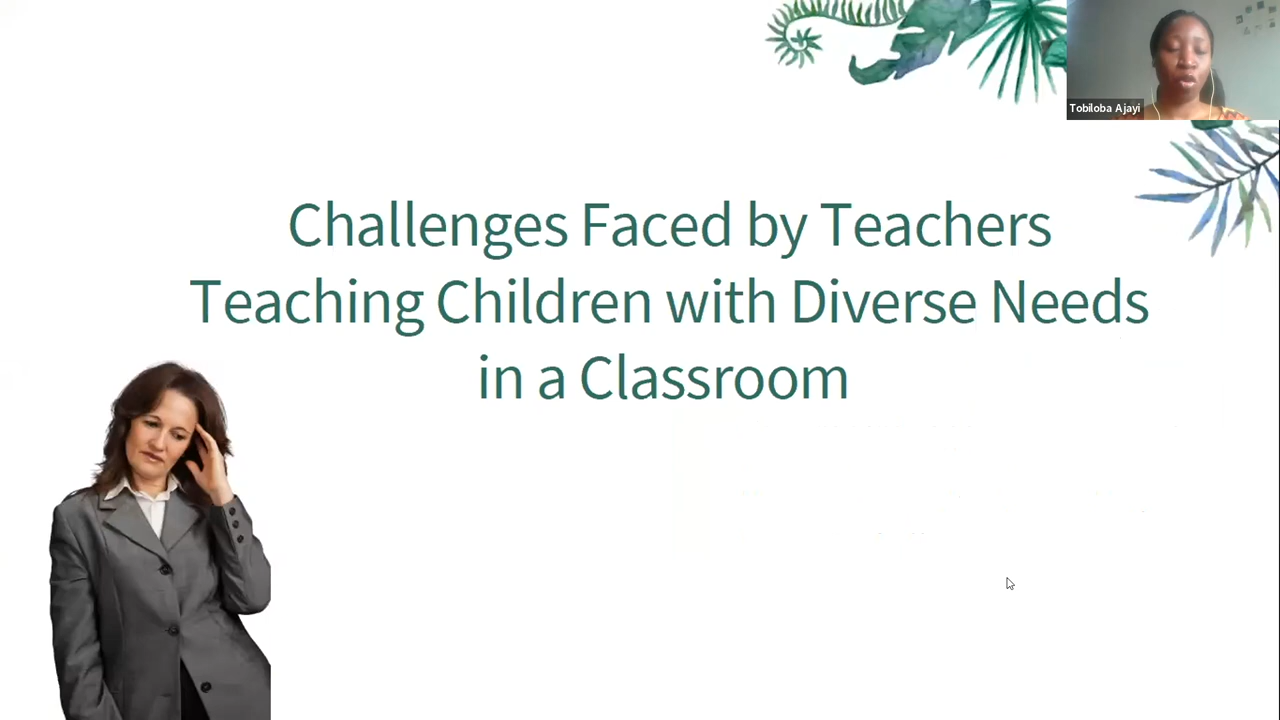 Tobiloba Ajayi
Challenges Faced by Teachers
Teaching Children with Diverse Needs
in a Classroom